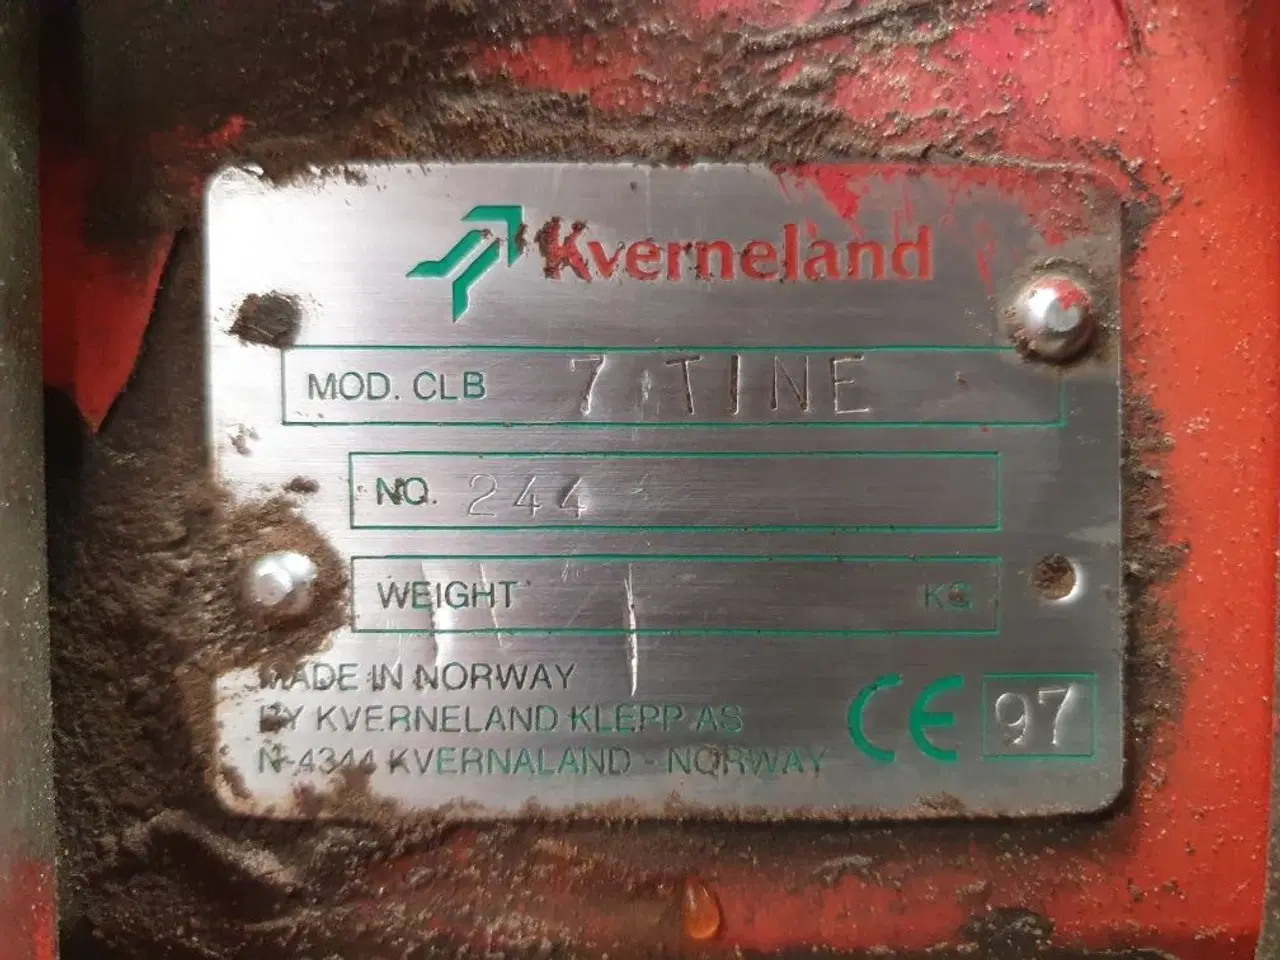 Kverneland
MOD. CLB 7 TINE
NO. 244
WEIGHT KG
MADE IN NORWAY
BY KVERNELAND KLEPP AS
N-4344 KVERNALAND - NORWAY
CE 97